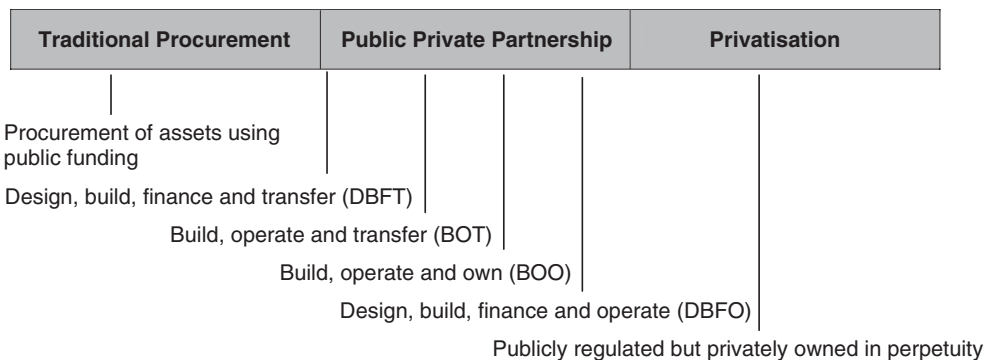 Traditional Procurement
Public Private Partnership
Privatisation
Procurement of assets using
public funding
Design, build, finance and transfer (DBFT)
Build, operate and transfer (BOT)
Build, operate and own (BOO)
Design, build, finance and operate (DBFO)
Publicly regulated but privately owned in perpetuity